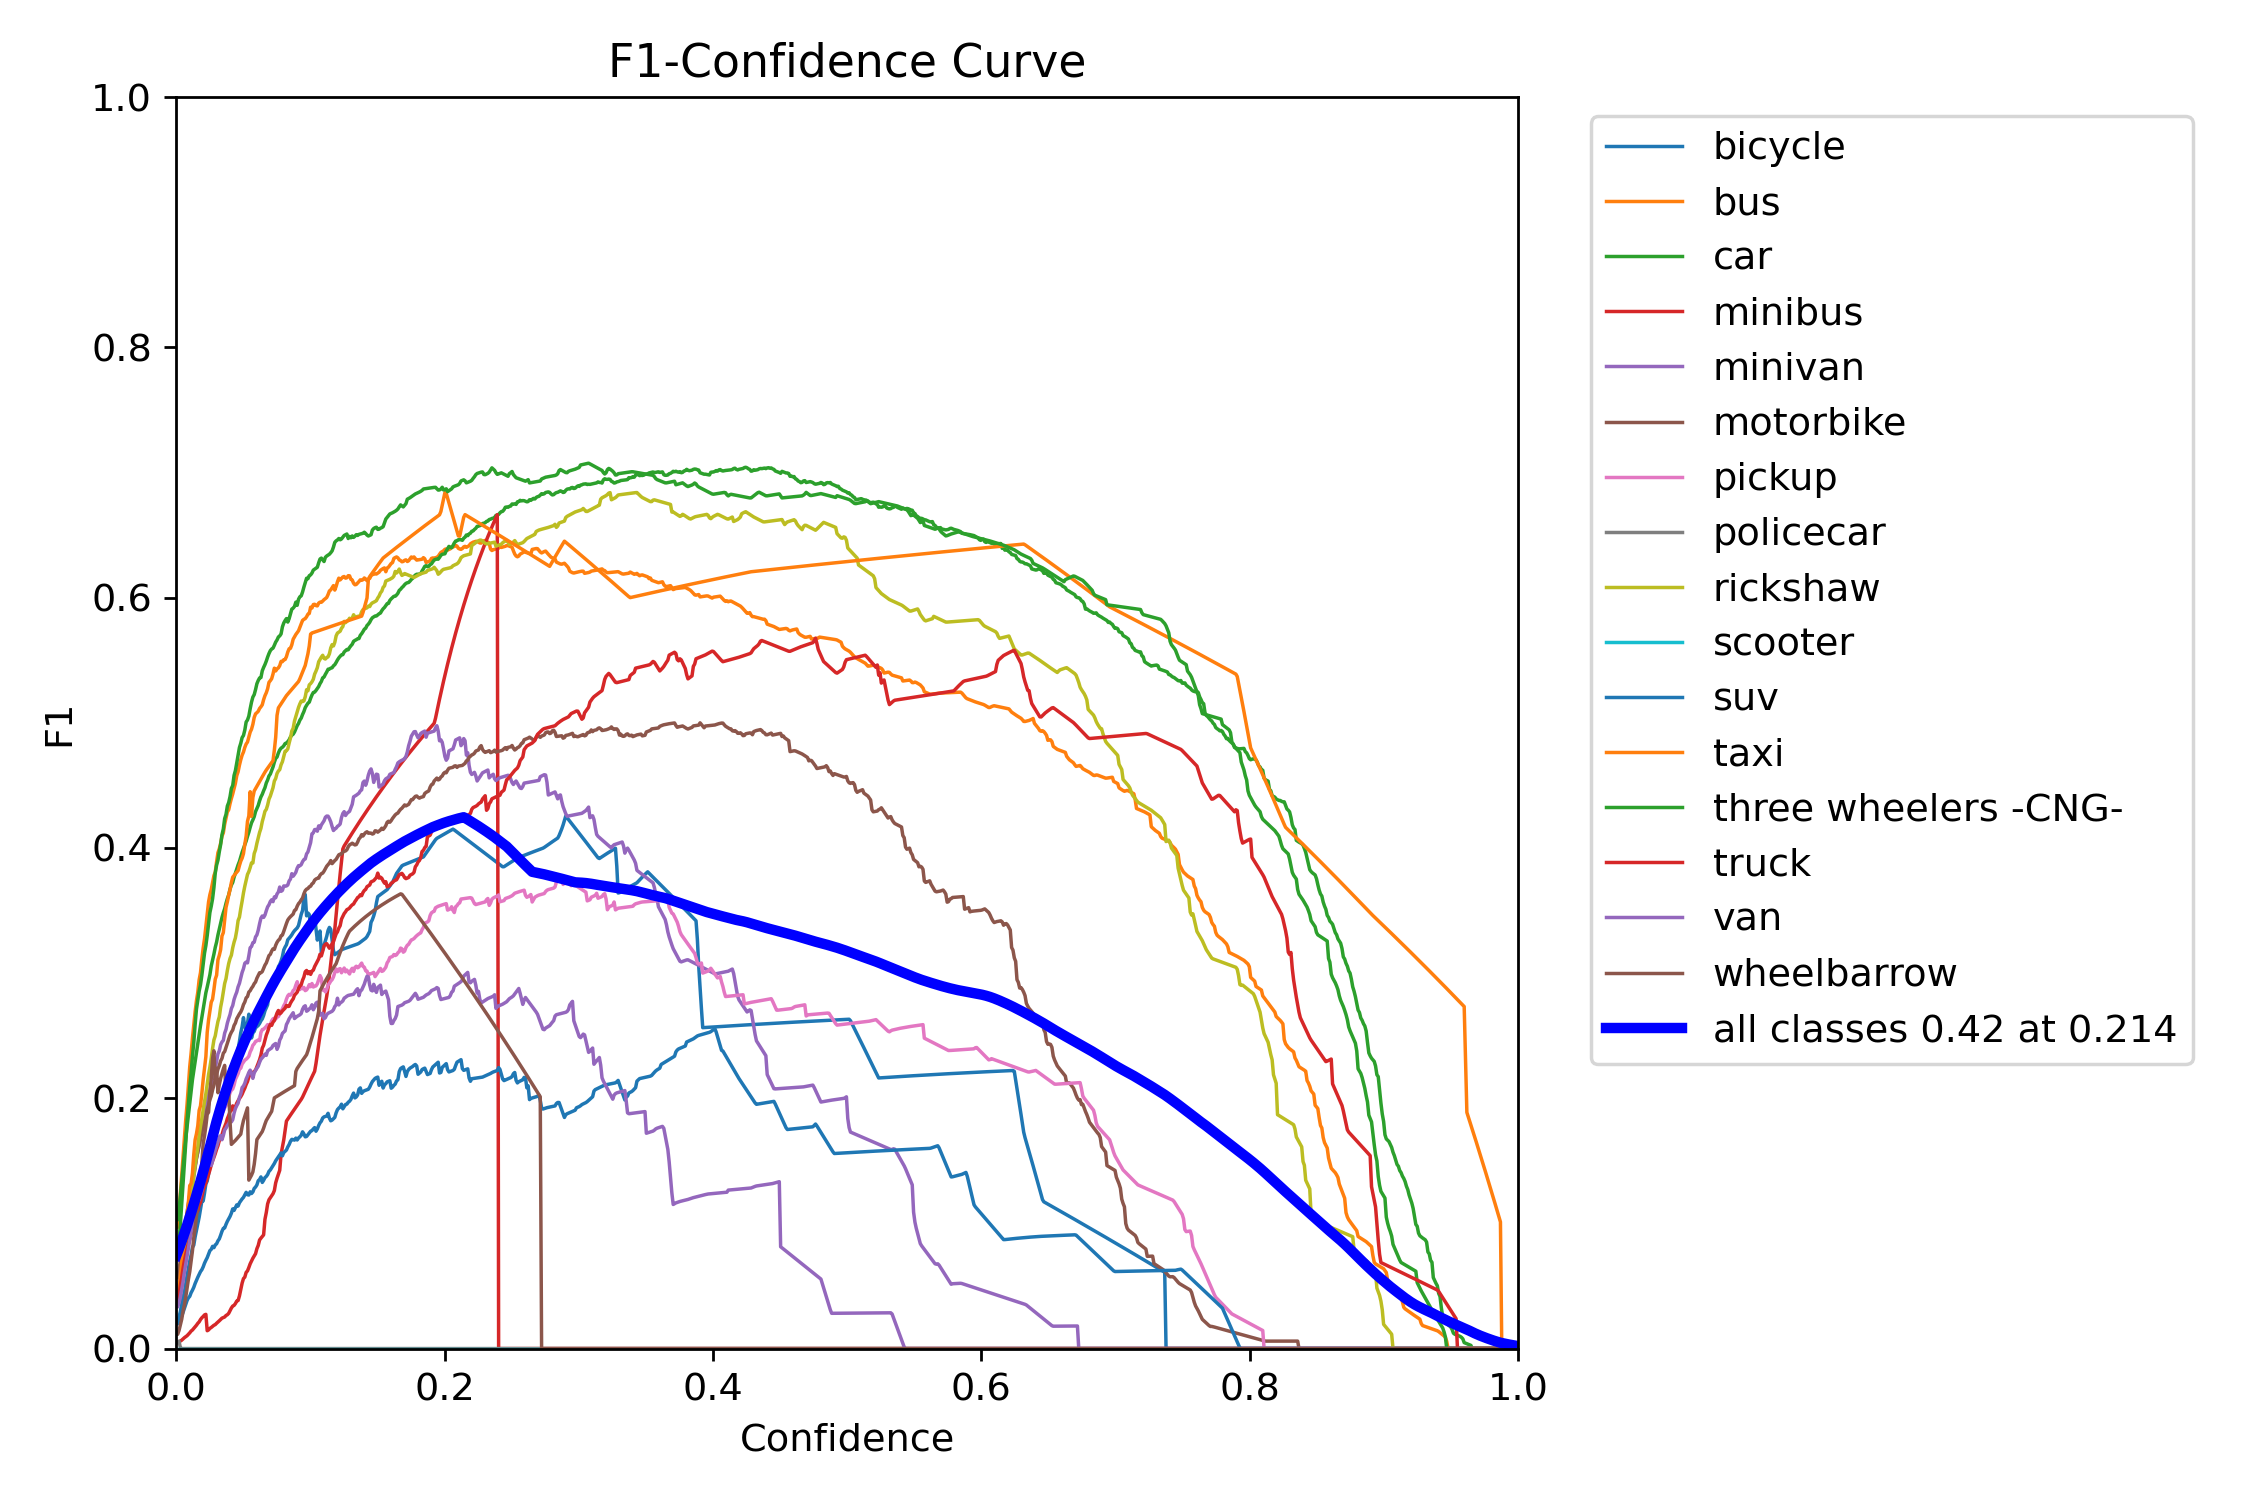 F1-Confidence Curve
1.0
0.8
0.6
0.4
0.2
0.0
F1
0.0 0.2 0.4 0.6 0.8 1.0
Confidence
bicycle
bus
car
minibus
minivan
motorbike
pickup
policecar
rickshaw
scooter
suv
taxi
three wheelers -CNG-
truck
van
wheelbarrow
all classes 0.42 at 0.214